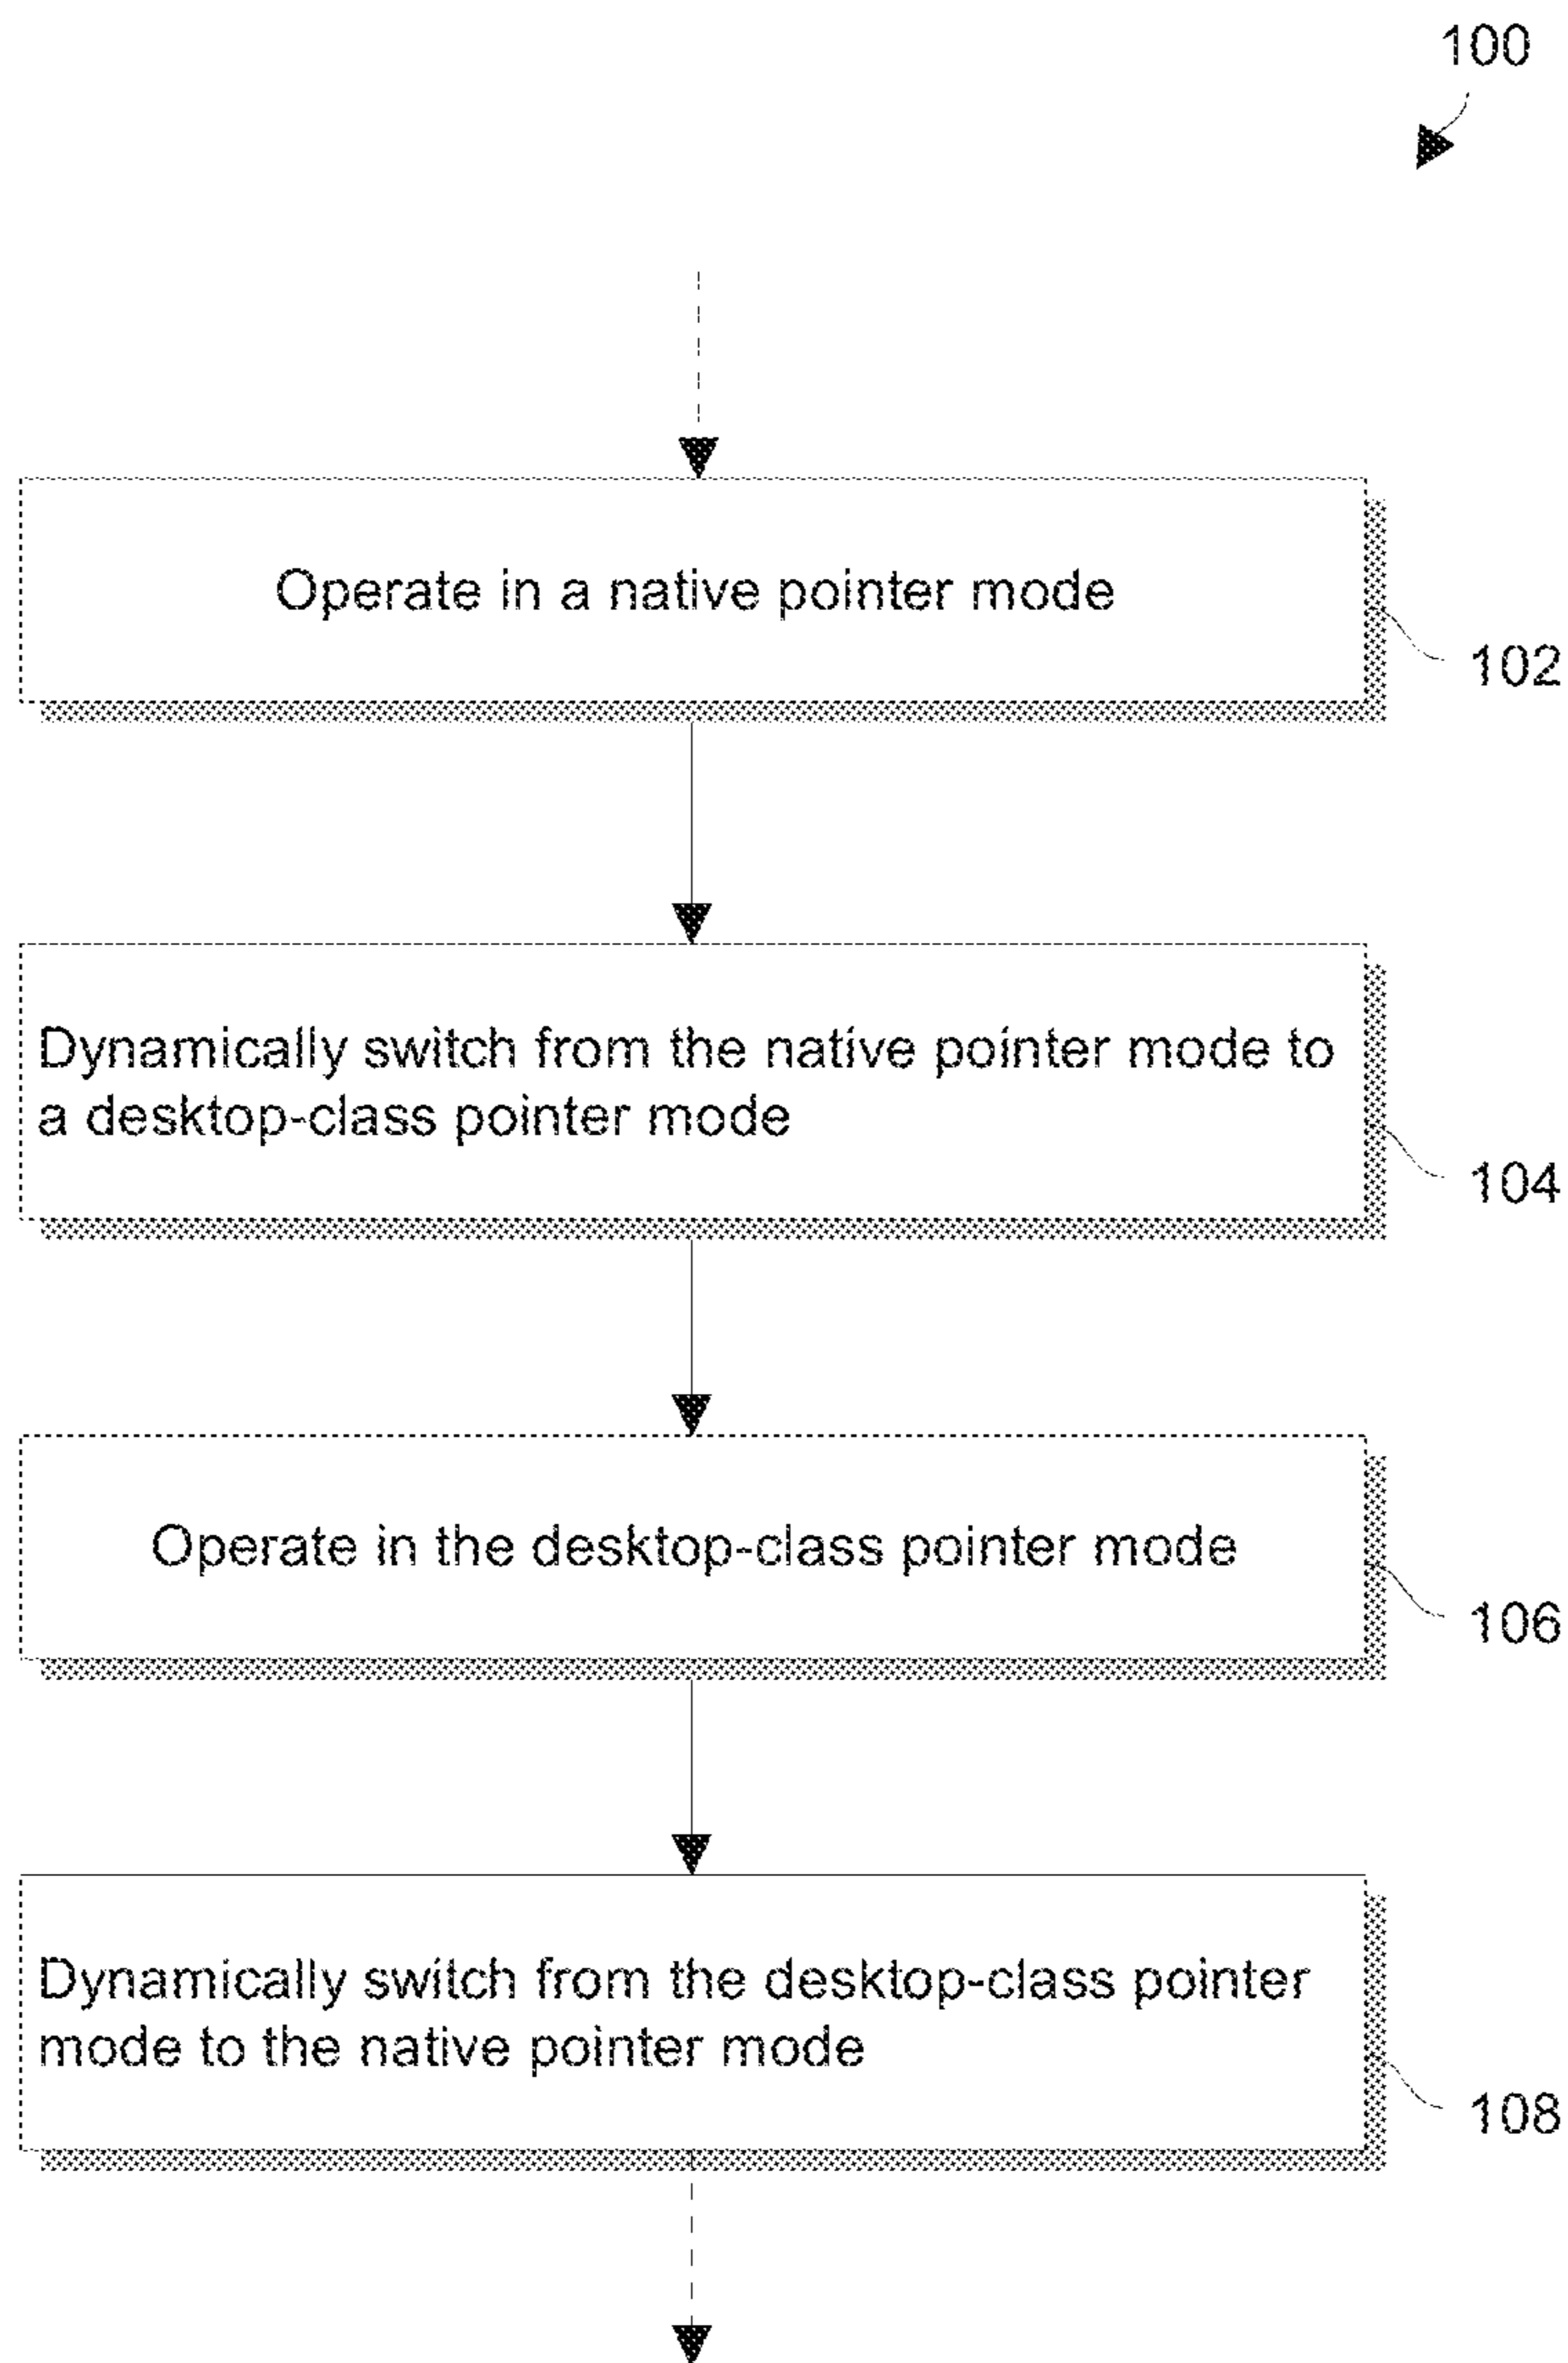 100
Operate in a native pointer mode
102
Dynamically switch from the native pointer mode to
a desktop-class pointer mode
104
Operate in the desktop-class pointer mode
106
Dynamically switch from the desktop-class pointer
mode to the native pointer mode
108